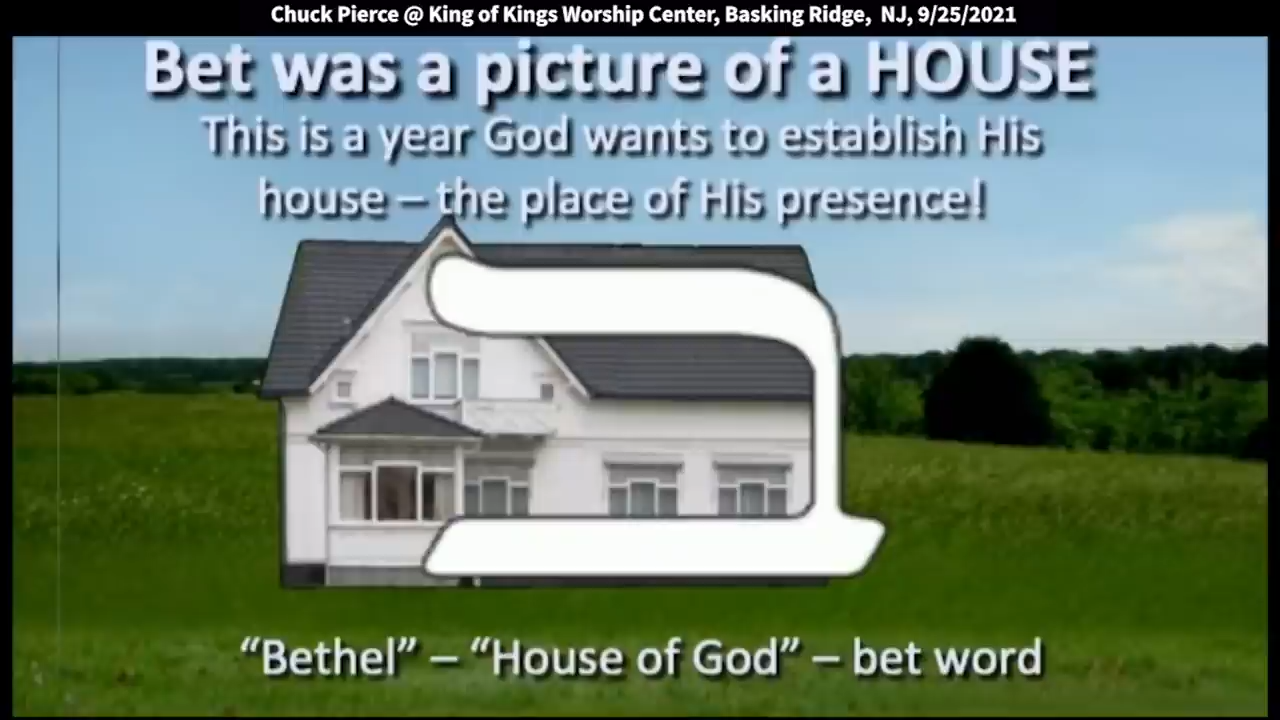 Chuck Pierce @ King of Kings Worship Center, Basking Ridge, NJ, 9/25/2021
Bet was a picture of a HOUSE
This is a year God wants to establish His
house – the place of His presence!
ב
“Bethel” – “House of God” – bet word